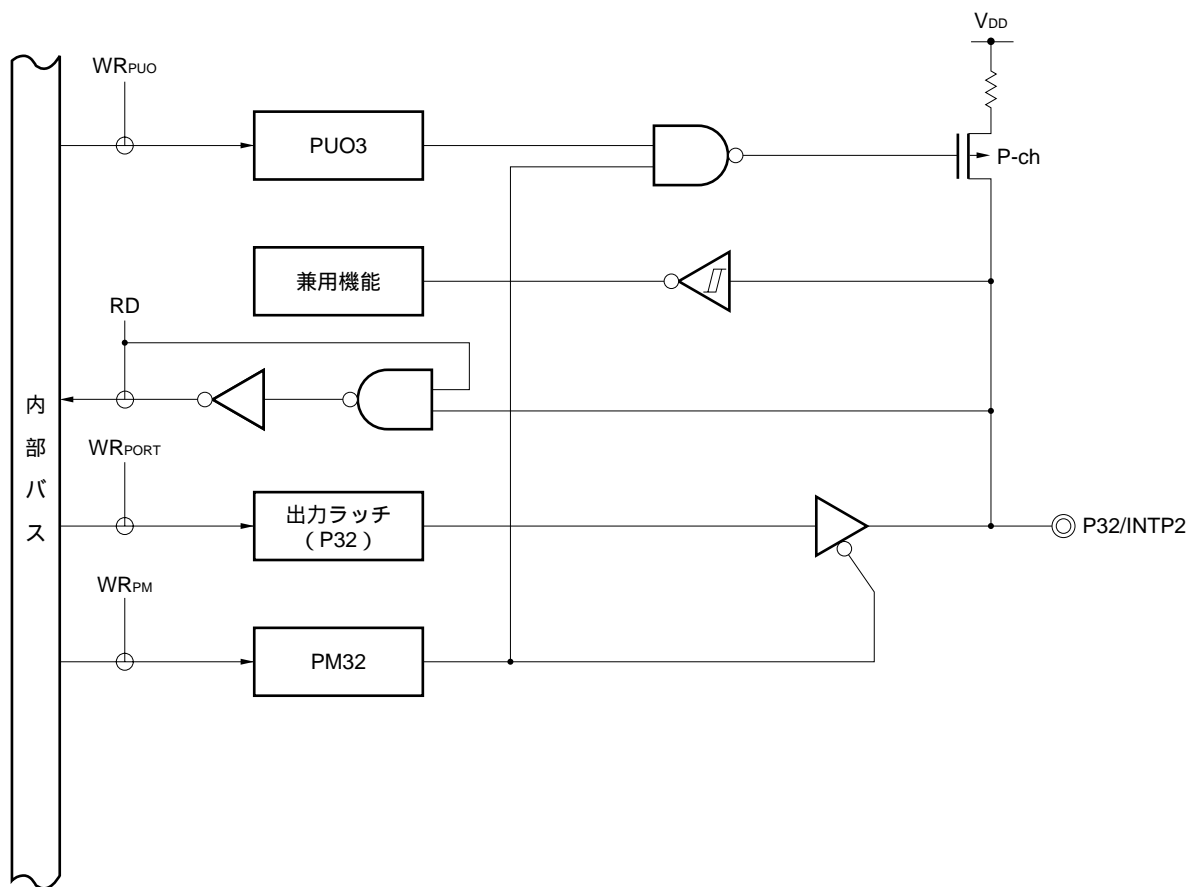 VDD
WRPUO
PUO3
P-ch
兼用機能
RD
内部バス
WRPORT
出力ラッチ
(P32)
P32/INTP2
WRPM
PM32